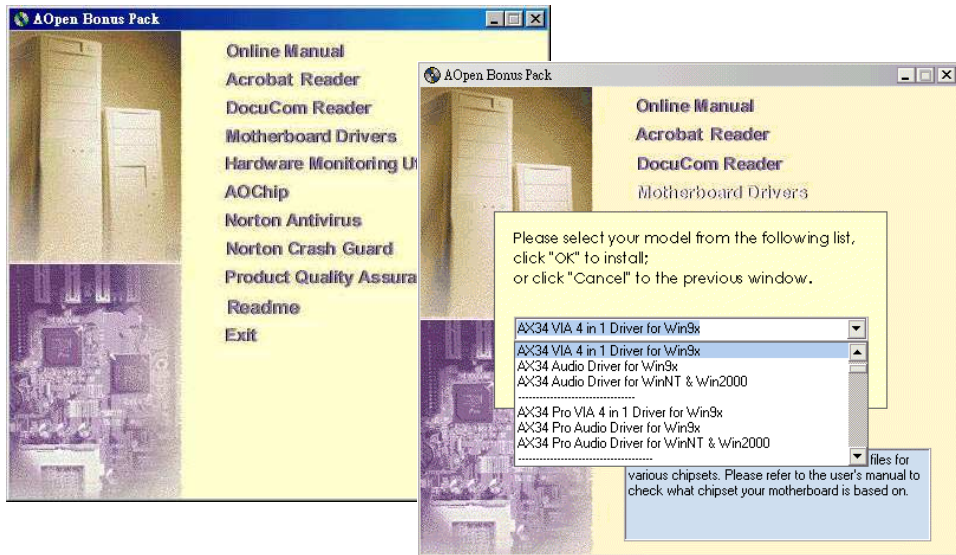 AOpen Bonus Pack
Online Manual
Acrobat Reader
DocuCom Reader
Motherboard Drivers
Hardware Monitoring
AOChip
Norton Antivirus
Norton Crash Guard
Product Quality
Readme
Exit
AOpen Bonus Pack
Online Manual
Acrobat Reader
DocuCom Reader
Motherboard Drivers
Please select your model from the following list,
click "OK" to install;
or click "Cancel" to the previous window.
AX34 VIA 4 in 1 Driver for Win9x
AX34 VIA 4 in 1 Driver for Win9x
AX34 Audio Driver for Win9x
AX34 Audio Driver for WinNT & Win2000
---------------------------------
AX34 Pro VIA 4 in 1 Driver for Win9x
AX34 Pro Audio Driver for Win9x
AX34 Pro Audio Driver for WinNT & Win2000
--------------------------------------
files for
various chipsets. Please refer to the user's manual to
check what chipset your motherboard is based on.